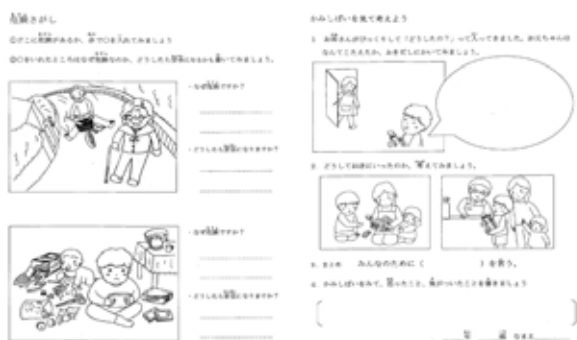 危険さがし
①どこに危険があるか、赤で○を入れてみましょう
②○をいれたところはなぜ危険なのか、どうしたら安全になるかも書いてみましょう。
・なぜ危険ですか？
・どうしたら安全になりますか？
・なぜ危険ですか？
・どうしたら安全になりますか？
かみしばいを見て考えよう
1. お母さんがびっくりして「どうしたの？」って入ってきました。お兄ちゃんは
なんてこたえたか、ふきだしにかいてみましょう。
2. どうしてお店にいったのか、考えてみましょう。
3. まとめ　みんなのために（　　　）を買う。
4. かみしばいをみて、思ったこと、気がついたことを書きましょう
年　組　なまえ